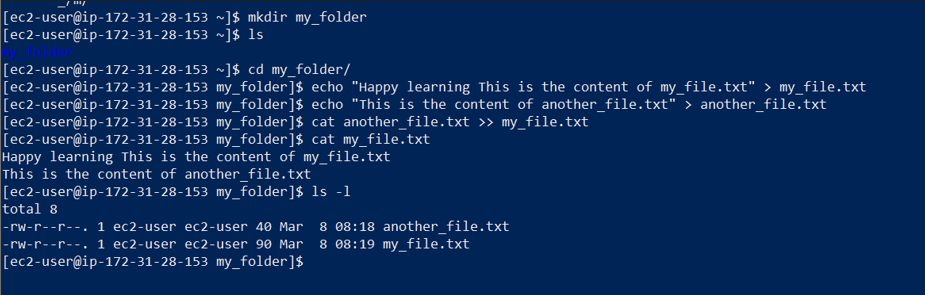 _/m/
[ec2-user@ip-172-31-28-153 ~]$ mkdir my_folder
[ec2-user@ip-172-31-28-153 ~]$ ls
my_folder
[ec2-user@ip-172-31-28-153 ~]$ cd my_folder/
[ec2-user@ip-172-31-28-153 my_folder]$ echo "Happy learning This is the content of my_file.txt" > my_file.txt
[ec2-user@ip-172-31-28-153 my_folder]$ echo "This is the content of another_file.txt" > another_file.txt
[ec2-user@ip-172-31-28-153 my_folder]$ cat another_file.txt >> my_file.txt
[ec2-user@ip-172-31-28-153 my_folder]$ cat my_file.txt
Happy learning This is the content of my_file.txt
This is the content of another_file.txt
[ec2-user@ip-172-31-28-153 my_folder]$ ls -l
total 8
-rw-r--r--. 1 ec2-user ec2-user 40 Mar  8 08:18 another_file.txt
-rw-r--r--. 1 ec2-user ec2-user 90 Mar  8 08:19 my_file.txt
[ec2-user@ip-172-31-28-153 my_folder]$